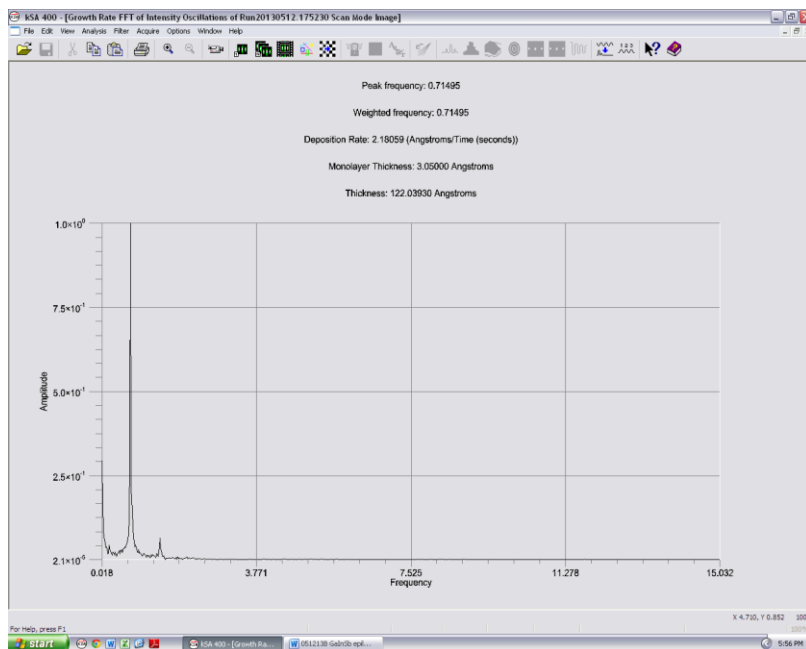 kSA 400 - [Growth Rate FFT of Intensity Oscillations of Run20130512.175230 Scan Mode Image]
File Edit View Analysis Filter Acquire Options Window Help
Peak frequency: 0.71495
Weighted frequency: 0.71495
Deposition Rate: 2.18059 (Angstroms/Time (seconds))
Monolayer Thickness: 3.05000 Angstroms
Thickness: 122.03930 Angstroms
1.0×10⁰
7.5×10⁻¹
5.0×10⁻¹
2.5×10⁻¹
2.1×10⁻⁶
Amplitude
0.018 3.771 7.525 11.278 15.032
Frequency
X 4.710, Y 0.852 100
For Help, press F1
100%
start kSA 400 - [Growth Ra... 5:56 PM